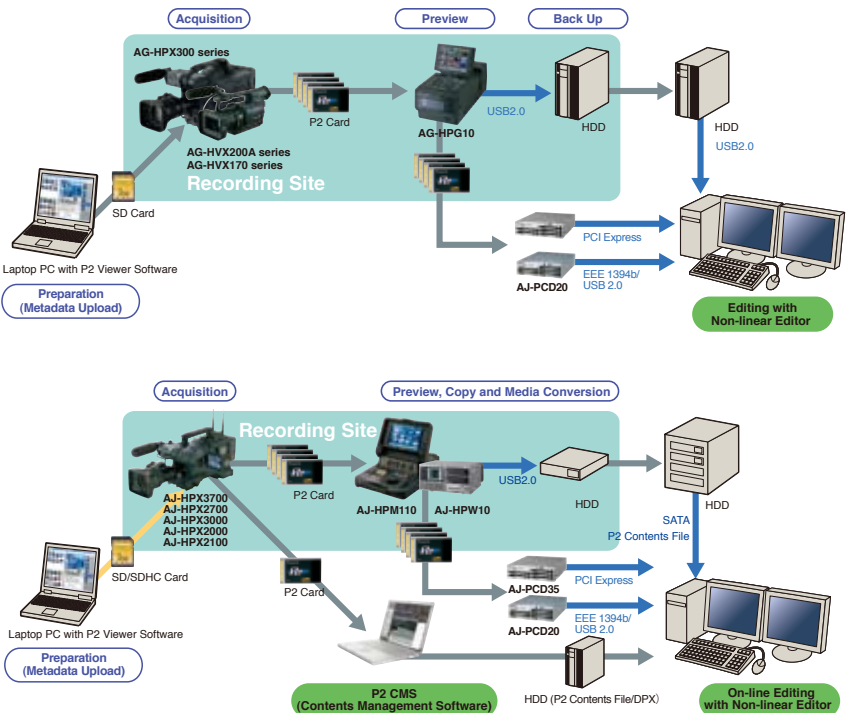 Acquisition
Preview
Back Up
AG-HPX300 series
P2 Card
USB2.0
AG-HPG10
HDD
HDD
USB2.0
AG-HVX200A series
AG-HVX170 series
Recording Site
SD Card
Laptop PC with P2 Viewer Software
PCI Express
EEE 1394b/
USB 2.0
AJ-PCD20
Preparation
(Metadata Upload)
Editing with
Non-linear Editor
Acquisition
Preview, Copy and Media Conversion
Recording Site
P2 Card
USB2.0
HDD
HDD
AJ-HPX3700
AJ-HPX2700
AJ-HPX3000
AJ-HPX2000
AJ-HPX2100
AJ-HPM110
AJ-HPW10
SATA
P2 Contents File
SD/SDHC Card
P2 Card
PCI Express
AJ-PCD35
EEE 1394b/
USB 2.0
AJ-PCD20
Laptop PC with P2 Viewer Software
Preparation
(Metadata Upload)
P2 CMS
(Contents Management Software)
HDD (P2 Contents File/DPX)
On-line Editing
with Non-linear Editor